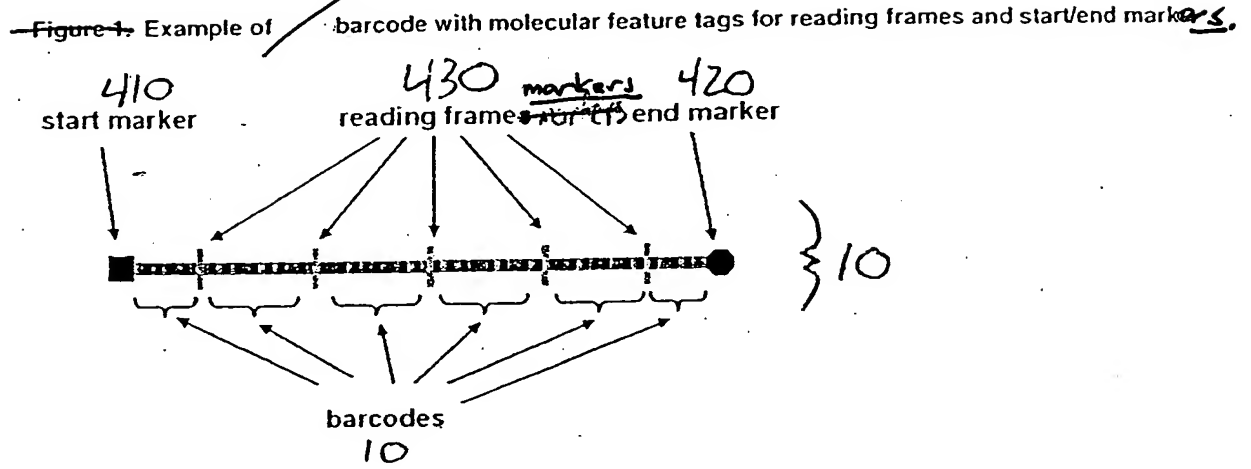 Figure 1. Example of barcode with molecular feature tags for reading frames and start/end markers.
410 430 markers 420
start marker reading frame end marker
10
barcodes
10